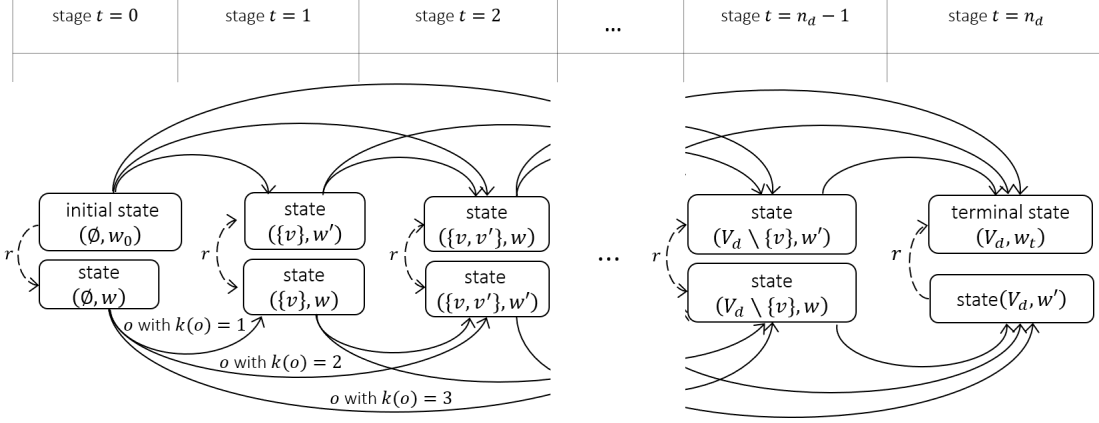 stage t = 0
stage t = 1
stage t = 2
...
stage t = n_d − 1
stage t = n_d
initial state
(∅, w₀)
state
({v}, w′)
state
({v, v′}, w)
state
(V_d \ {v}, w′)
terminal state
(V_d, w_t)
r
r
r
...
r
r
state
(∅, w)
state
({v}, w)
state
({v, v′}, w′)
state
(V_d \ {v}, w)
state(V_d, w′)
o with k(o) = 1
o with k(o) = 2
o with k(o) = 3